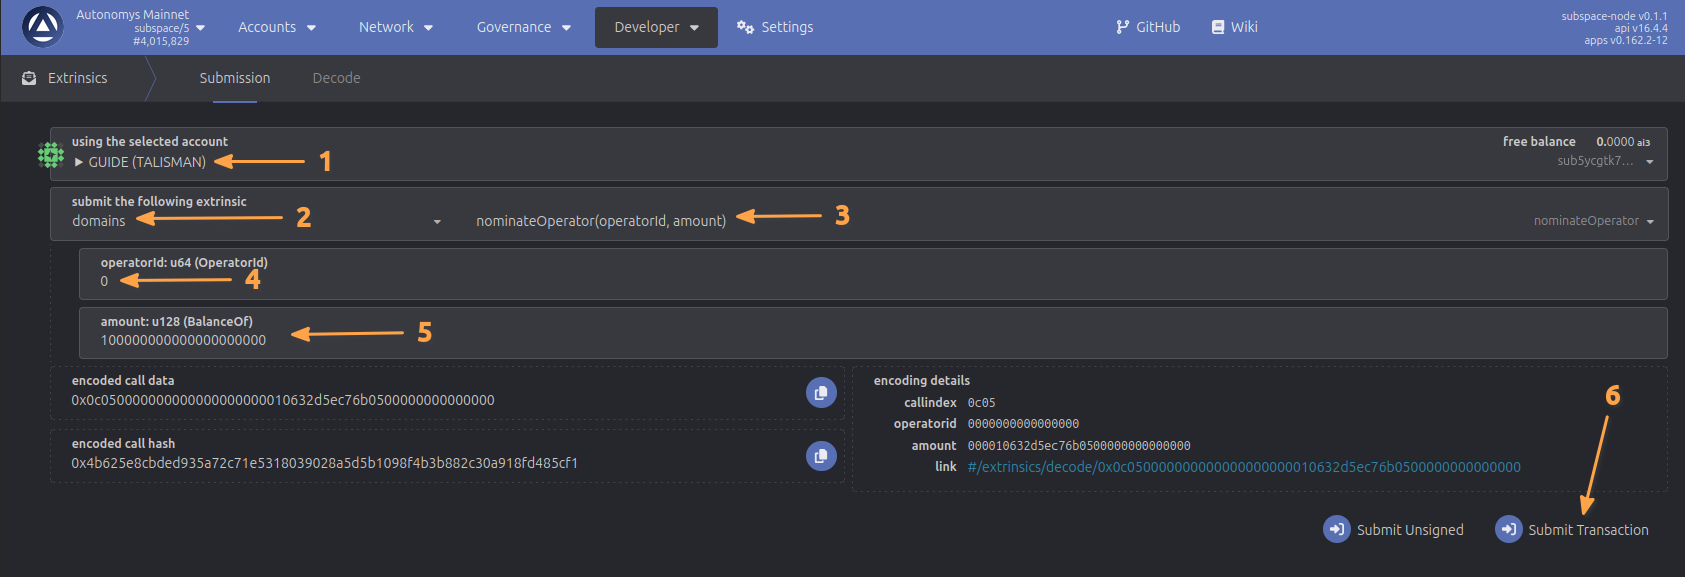 Autonomys Mainnet
subspace/5
#4,015,829
Accounts
Network
Governance
Developer
Settings
GitHub
Wiki
subspace-node v0.1.1
api v16.4.4
apps v0.162.2-12
Extrinsics
Submission
Decode
using the selected account
GUIDE (TALISMAN)
1
free balance 0.0000 ai3
sub5ycgtk7...
submit the following extrinsic
domains
2
nominateOperator(operatorId, amount)
3
nominateOperator
operatorId: u64 (OperatorId)
0
4
amount: u128 (BalanceOf)
100000000000000000000
5
encoded call data
0x0c050000000000000000000010632d5ec76b0500000000000000
encoded call hash
0x4b625e8cbded935a72c71e5318039028a5d5b1098f4b3b882c30a918fd485cf1
encoding details
callindex 0c05
operatorid 0000000000000000
amount 000010632d5ec76b0500000000000000
link #/extrinsics/decode/0x0c050000000000000000000010632d5ec76b0500000000000000
6
Submit Unsigned
Submit Transaction